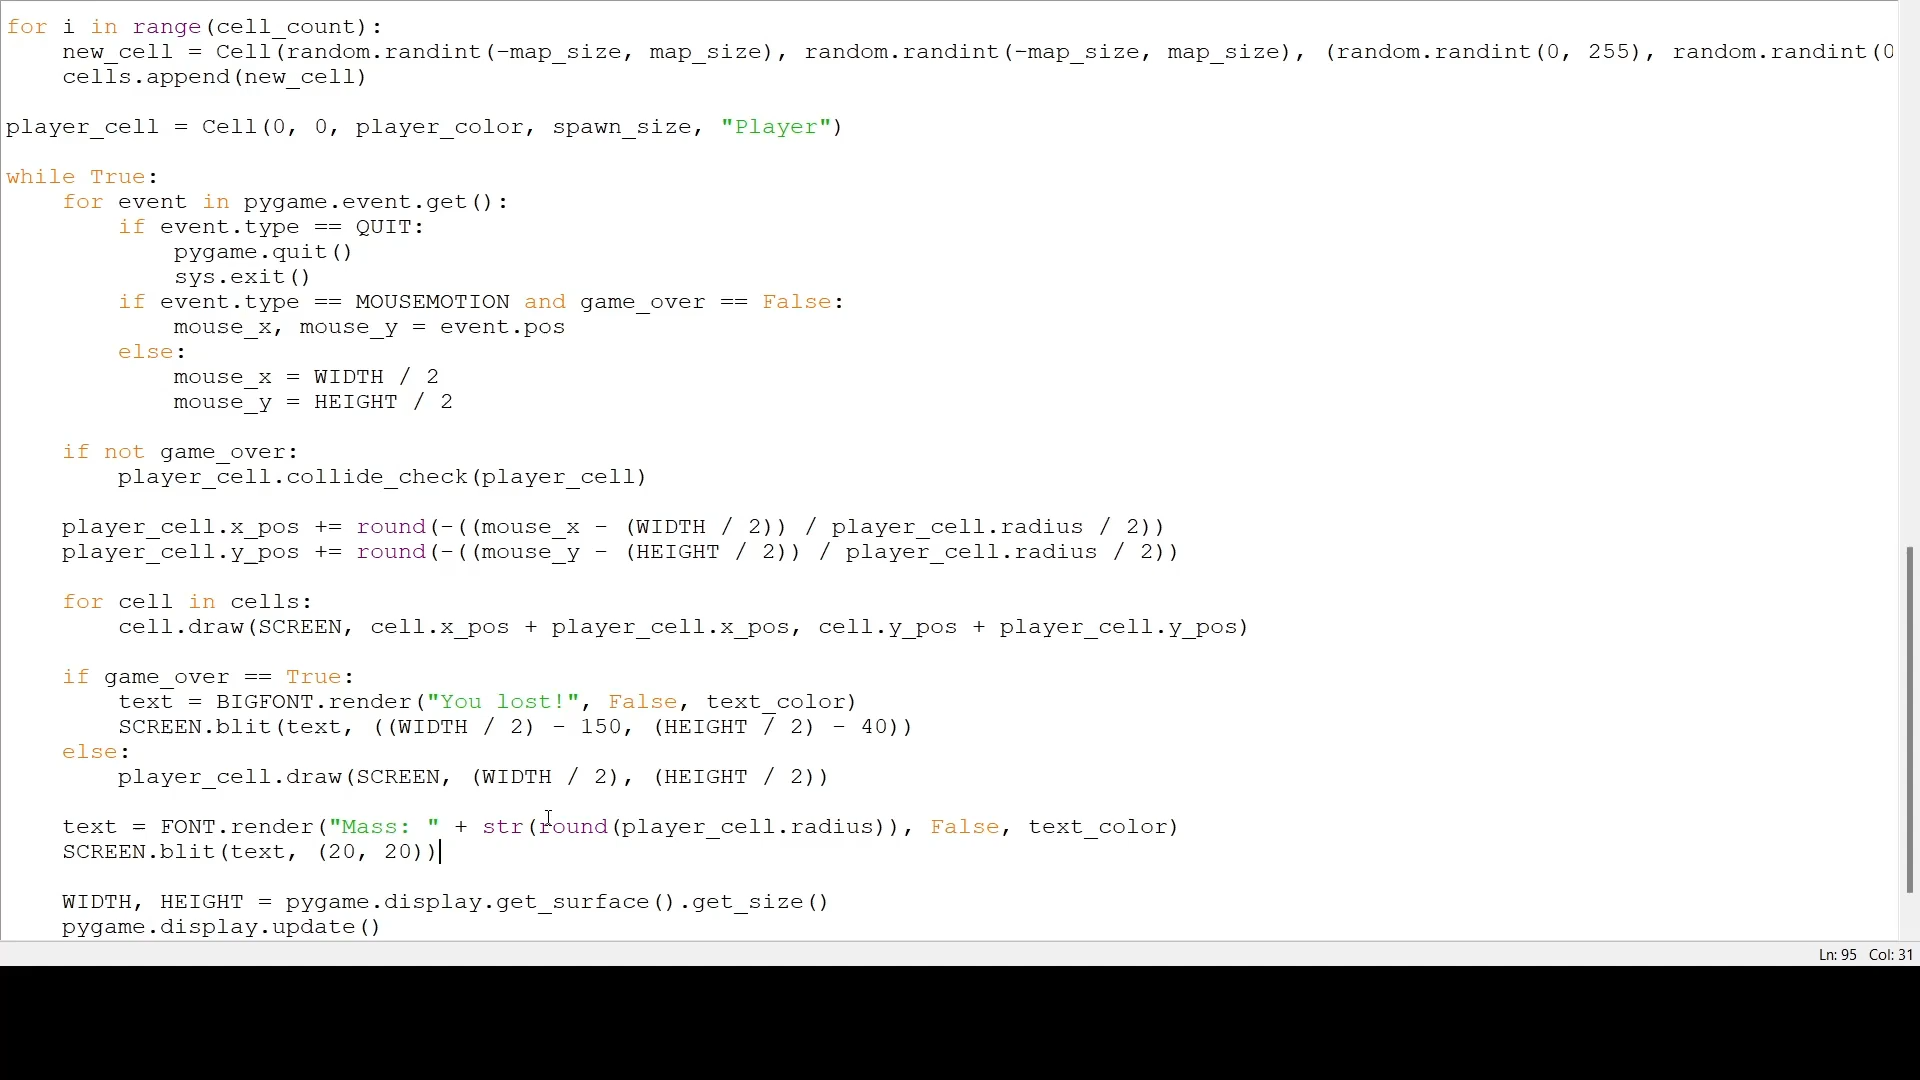 for i in range(cell_count):
    new_cell = Cell(random.randint(-map_size, map_size), random.randint(-map_size, map_size), (random.randint(0, 255), random.randint(0
    cells.append(new_cell)

player_cell = Cell(0, 0, player_color, spawn_size, "Player")

while True:
    for event in pygame.event.get():
        if event.type == QUIT:
            pygame.quit()
            sys.exit()
        if event.type == MOUSEMOTION and game_over == False:
            mouse_x, mouse_y = event.pos
        else:
            mouse_x = WIDTH / 2
            mouse_y = HEIGHT / 2

    if not game_over:
        player_cell.collide_check(player_cell)

    player_cell.x_pos += round(-((mouse_x - (WIDTH / 2)) / player_cell.radius / 2))
    player_cell.y_pos += round(-((mouse_y - (HEIGHT / 2)) / player_cell.radius / 2))

    for cell in cells:
        cell.draw(SCREEN, cell.x_pos + player_cell.x_pos, cell.y_pos + player_cell.y_pos)

    if game_over == True:
        text = BIGFONT.render("You lost!", False, text_color)
        SCREEN.blit(text, ((WIDTH / 2) - 150, (HEIGHT / 2) - 40))
    else:
        player_cell.draw(SCREEN, (WIDTH / 2), (HEIGHT / 2))

    text = FONT.render("Mass: " + str(round(player_cell.radius)), False, text_color)
    SCREEN.blit(text, (20, 20))

    WIDTH, HEIGHT = pygame.display.get_surface().get_size()
    pygame.display.update()
Ln: 95 Col: 31